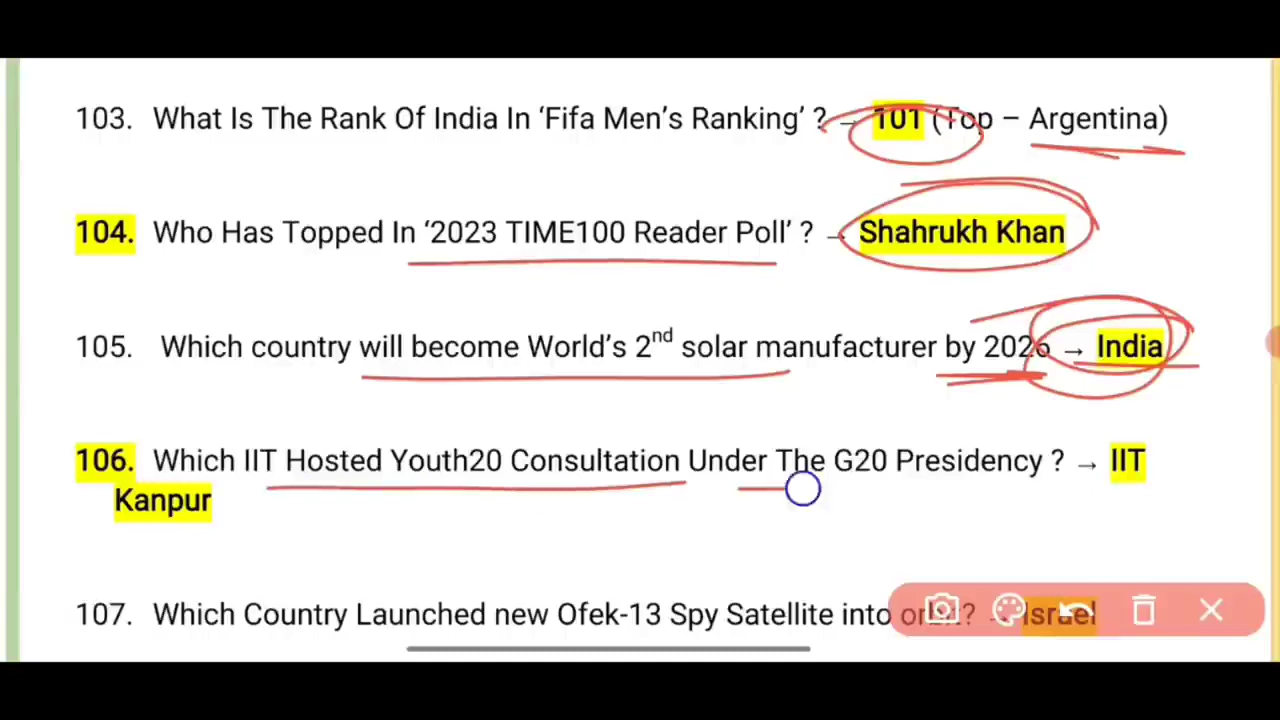 103. What Is The Rank Of India In ‘Fifa Men’s Ranking’ ? → 101 (Top – Argentina)
104. Who Has Topped In ‘2023 TIME100 Reader Poll’ ? → Shahrukh Khan
105. Which country will become World’s 2nd solar manufacturer by 2026 → India
106. Which IIT Hosted Youth20 Consultation Under The G20 Presidency ? → IIT
Kanpur
107. Which Country Launched new Ofek-13 Spy Satellite into orbit? → Israel